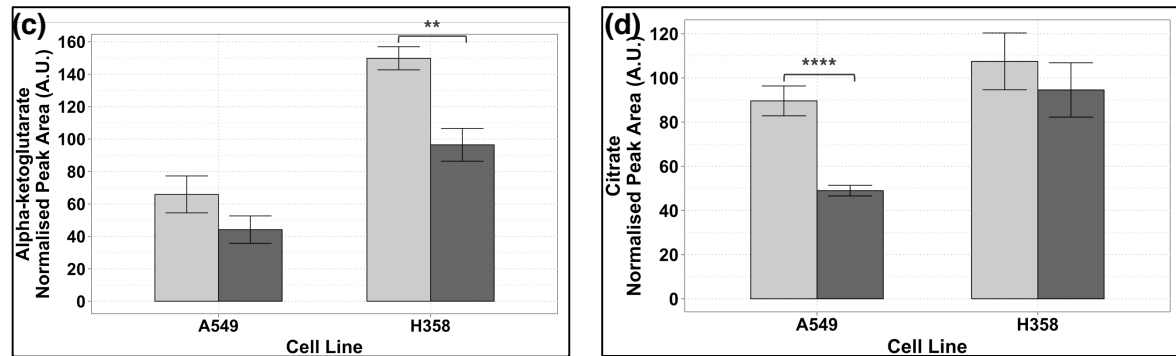 (c)
**
Alpha-ketoglutarate
Normalised Peak Area (A.U.)
160
140
120
100
80
60
40
20
0
A549
H358
Cell Line
(d)
****
Citrate
Normalised Peak Area (A.U.)
120
100
80
60
40
20
0
A549
H358
Cell Line